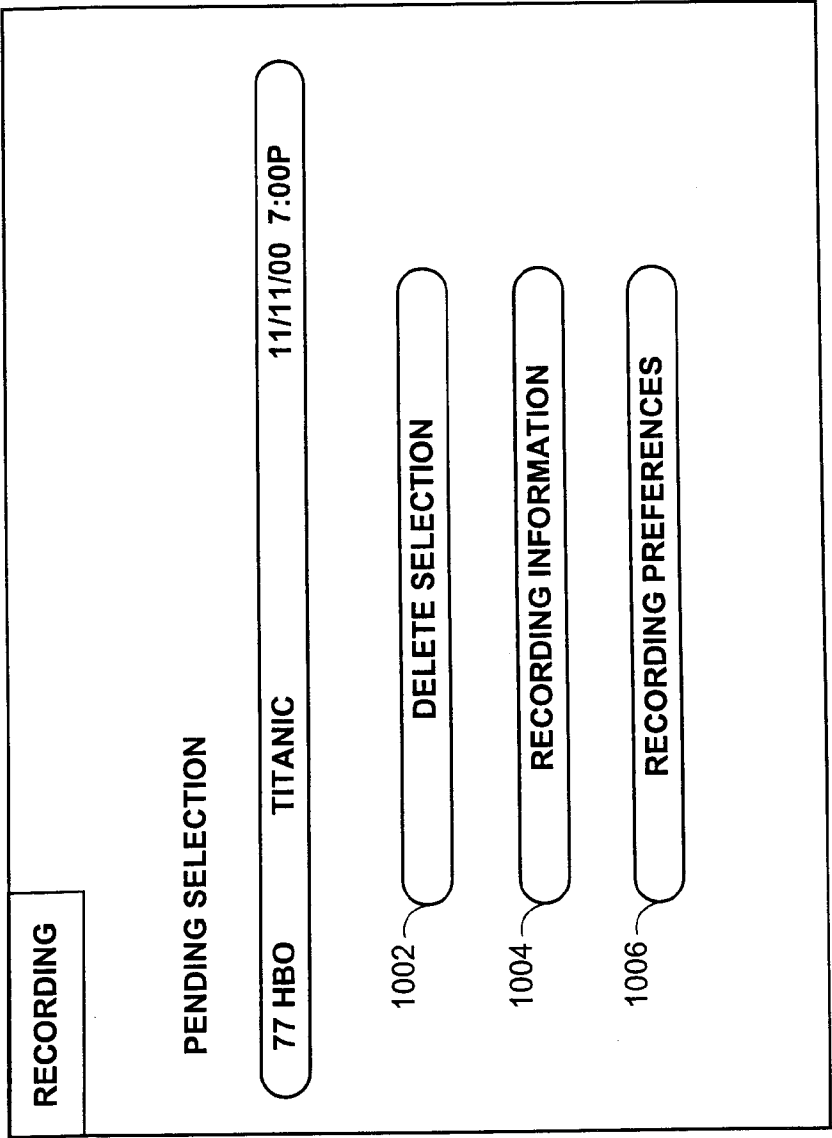 RECORDING
PENDING SELECTION
77 HBO TITANIC 11/11/00 7:00P
1002 DELETE SELECTION
1004 RECORDING INFORMATION
1006 RECORDING PREFERENCES